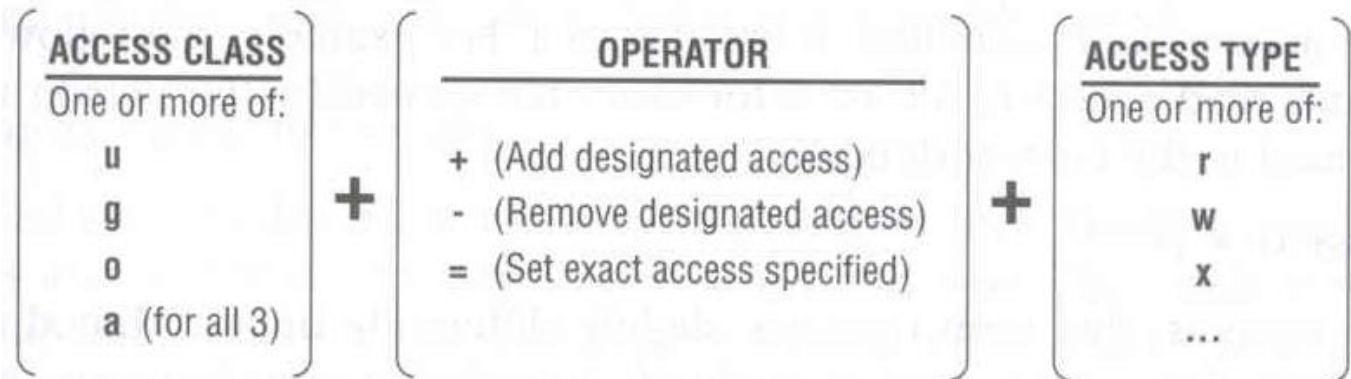 ACCESS CLASS
One or more of:
u
g
o
a (for all 3)
+
OPERATOR
+ (Add designated access)
- (Remove designated access)
= (Set exact access specified)
+
ACCESS TYPE
One or more of:
r
w
x
...